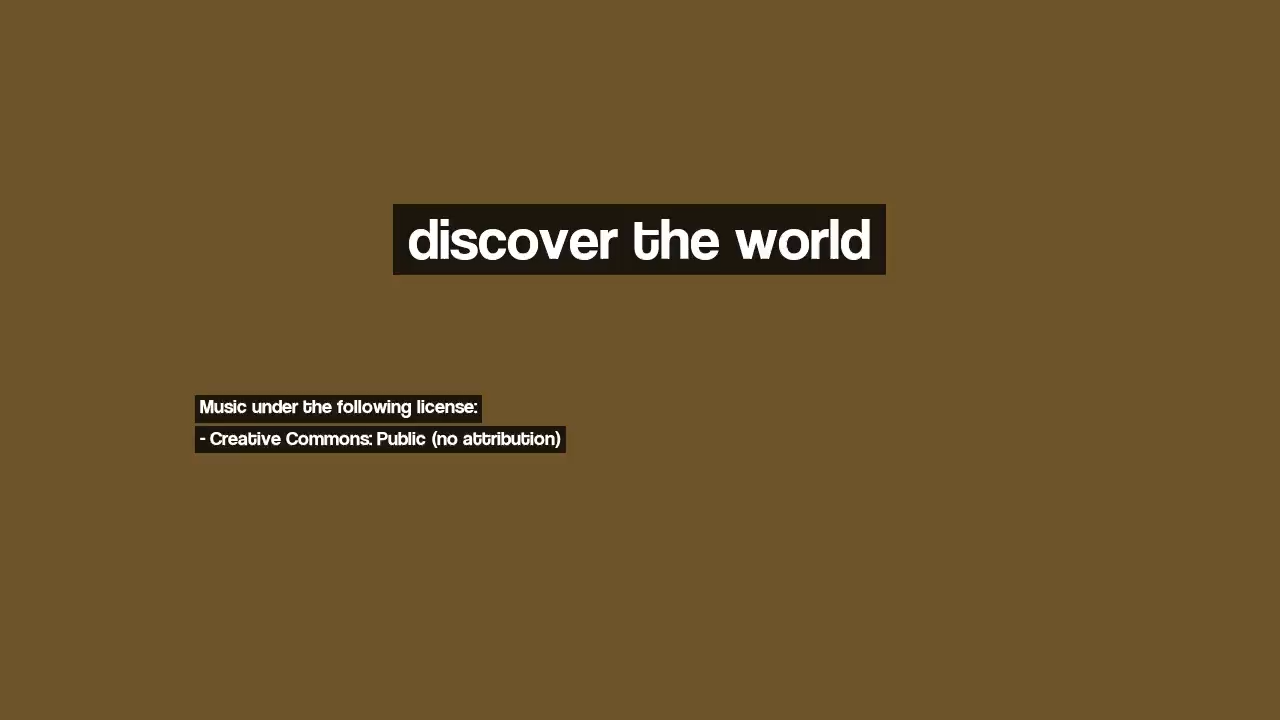 discover the world
Music under the following license:
- Creative Commons: Public (no attribution)